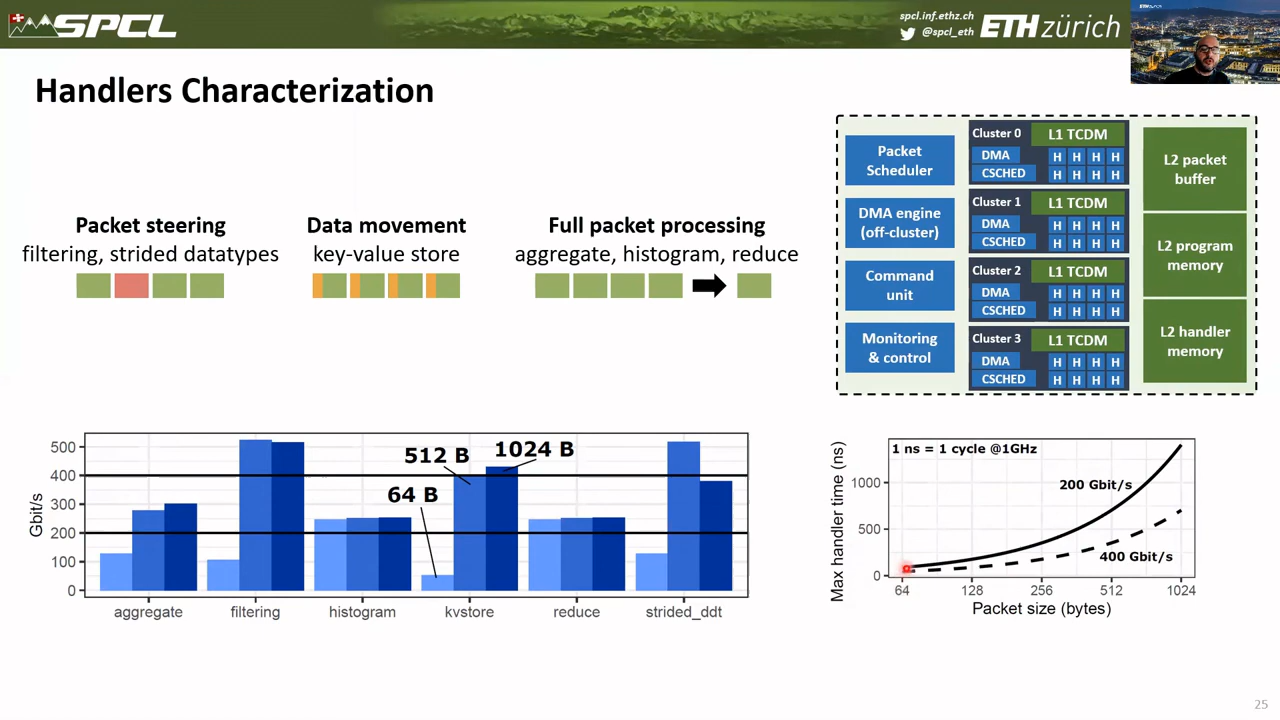 SPCL
spcl.inf.ethz.ch
@spcl_eth
ETH zürich
Handlers Characterization
Packet steering
filtering, strided datatypes
Data movement
key-value store
Full packet processing
aggregate, histogram, reduce
Packet
Scheduler
DMA engine
(off-cluster)
Command
unit
Monitoring
& control
Cluster 0
L1 TCDM
DMA
H H H H
CSCHED
H H H H
Cluster 1
L1 TCDM
DMA
H H H H
CSCHED
H H H H
Cluster 2
L1 TCDM
DMA
H H H H
CSCHED
H H H H
Cluster 3
L1 TCDM
DMA
H H H H
CSCHED
H H H H
L2 packet
buffer
L2 program
memory
L2 handler
memory
Gbit/s
500
400
300
200
100
0
64 B
512 B
1024 B
aggregate
filtering
histogram
kvstore
reduce
strided_ddt
Max handler time (ns)
1000
500
0
1 ns = 1 cycle @1GHz
200 Gbit/s
400 Gbit/s
64
128
256
512
1024
Packet size (bytes)
25